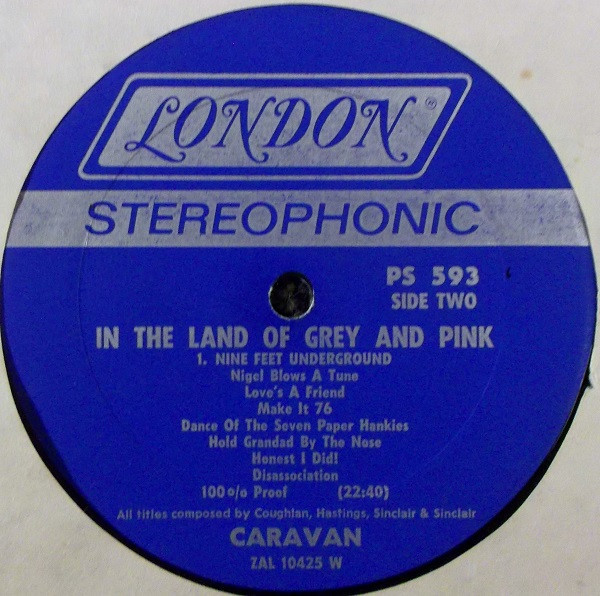 LONDON®
STEREOPHONIC
PS 593
SIDE TWO
IN THE LAND OF GREY AND PINK
1. NINE FEET UNDERGROUND
Nigel Blows A Tune
Love's A Friend
Make It 76
Dance Of The Seven Paper Hankies
Hold Grandad By The Nose
Honest I Did!
Disassociation
100% Proof (22:40)
All titles composed by Coughlan, Hastings, Sinclair & Sinclair
CARAVAN
ZAL 10425 W